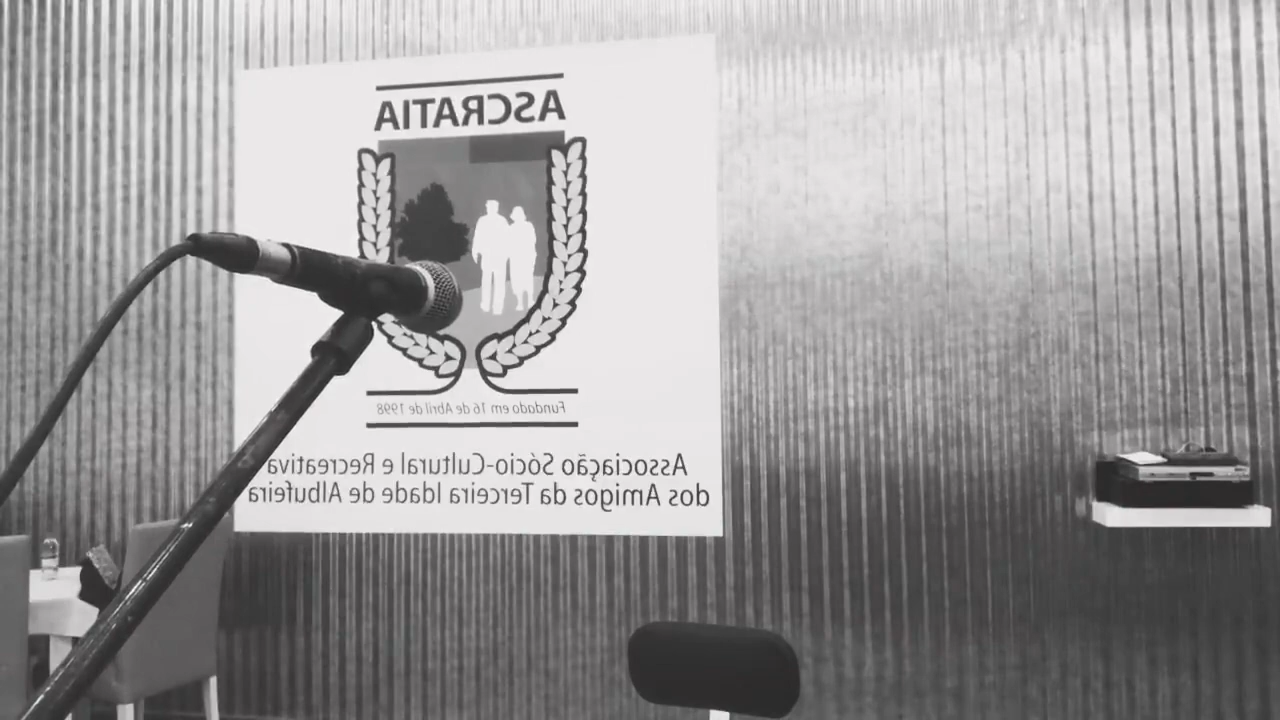 ASCRATIA
Fundado em 16 de Abril de 1998
Associação Sócio-Cultural e Recreativa
dos Amigos da Terceira Idade de Albufeira